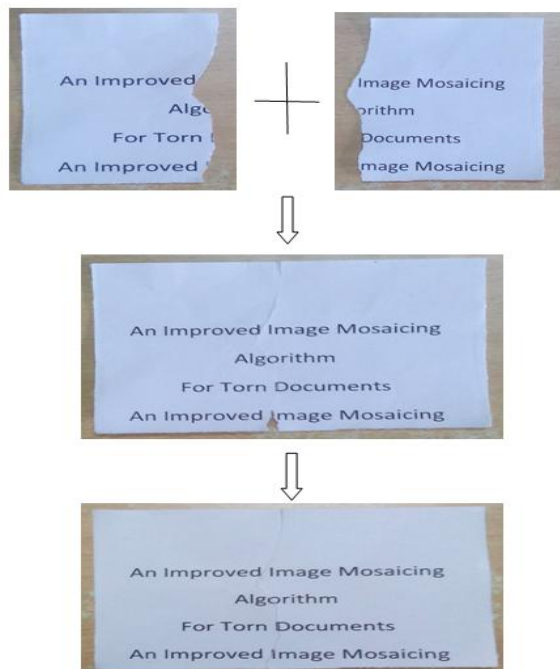 An Improved
Algo
For Torn
An Improved
Image Mosaicing
orithm
Documents
mage Mosaicing
An Improved Image Mosaicing
Algorithm
For Torn Documents
An Improved Image Mosaicing
An Improved Image Mosaicing
Algorithm
For Torn Documents
An Improved Image Mosaicing